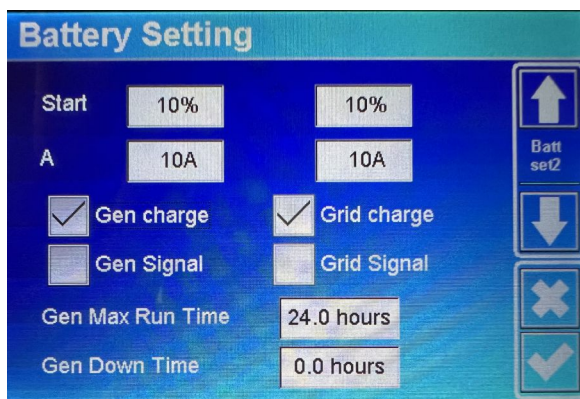 Battery Setting
Start 10% 10%
A 10A 10A
Batt
set2
Gen charge Grid charge
Gen Signal Grid Signal
Gen Max Run Time 24.0 hours
Gen Down Time 0.0 hours